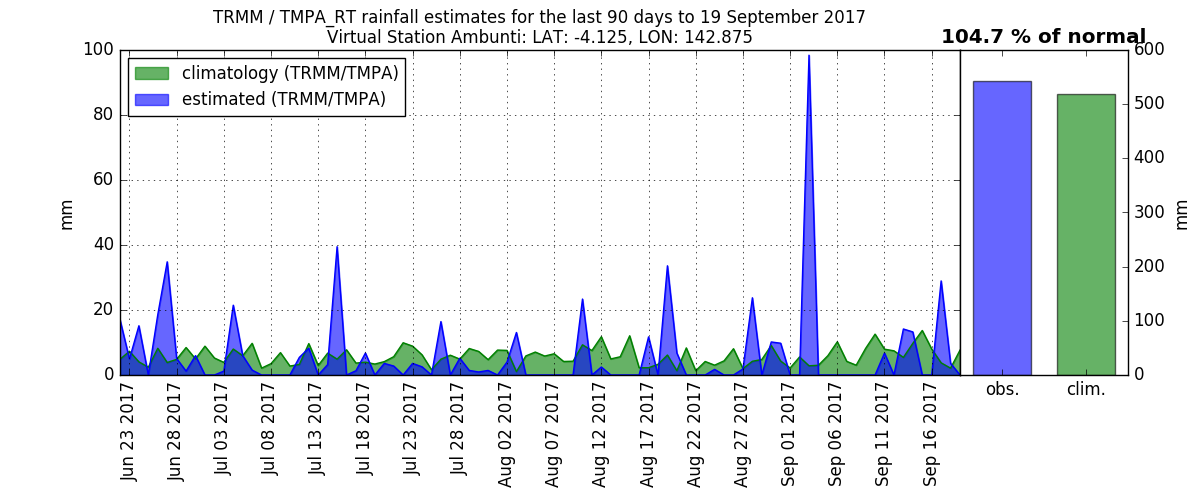 TRMM / TMPA_RT rainfall estimates for the last 90 days to 19 September 2017
Virtual Station Ambunti: LAT: -4.125, LON: 142.875
104.7 % of normal
climatology (TRMM/TMPA)
estimated (TRMM/TMPA)
100
80
60
40
20
0
mm
600
500
400
300
200
100
0
mm
Jun 23 2017
Jun 28 2017
Jul 03 2017
Jul 08 2017
Jul 13 2017
Jul 18 2017
Jul 23 2017
Jul 28 2017
Aug 02 2017
Aug 07 2017
Aug 12 2017
Aug 17 2017
Aug 22 2017
Aug 27 2017
Sep 01 2017
Sep 06 2017
Sep 11 2017
Sep 16 2017
obs.
clim.